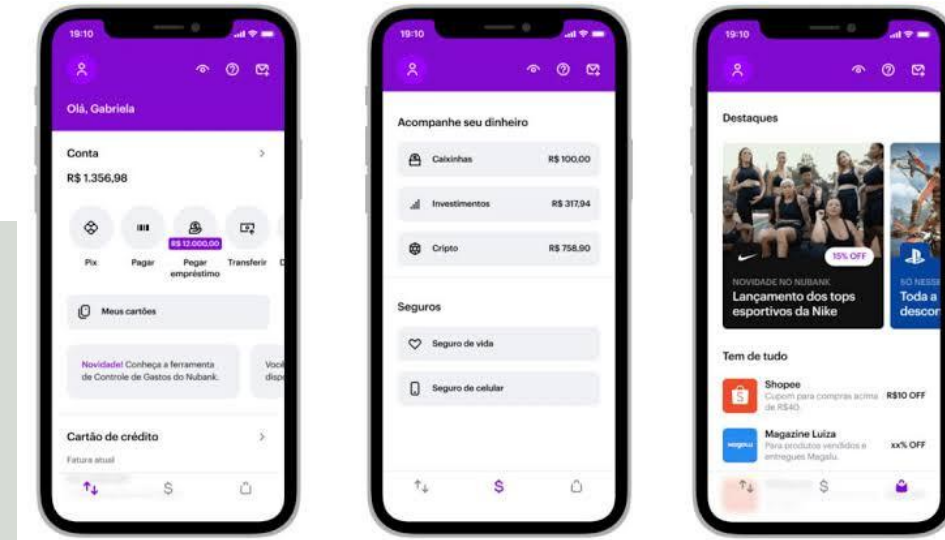 19:10
Olá, Gabriela
Conta
R$ 1.356,98
R$ 12.000,00
Pix
Pagar
Pegar
empréstimo
Transferir
Meus cartões
Novidade! Conheça a ferramenta
de Controle de Gastos do Nubank.
Cartão de crédito
Fatura atual
19:10
Acompanhe seu dinheiro
Caixinhas R$ 100,00
Investimentos R$ 317,94
Cripto R$ 758,90
Seguros
Seguro de vida
Seguro de celular
19:10
Destaques
15% OFF
NOVIDADE NO NUBANK
Lançamento dos tops
esportivos da Nike
Toda a
Tem de tudo
Shopee
Cupom para compras acima
de R$40.
R$10 OFF
Magazine Luiza
Para produtos vendidos e
entregues Magalu.
xx% OFF